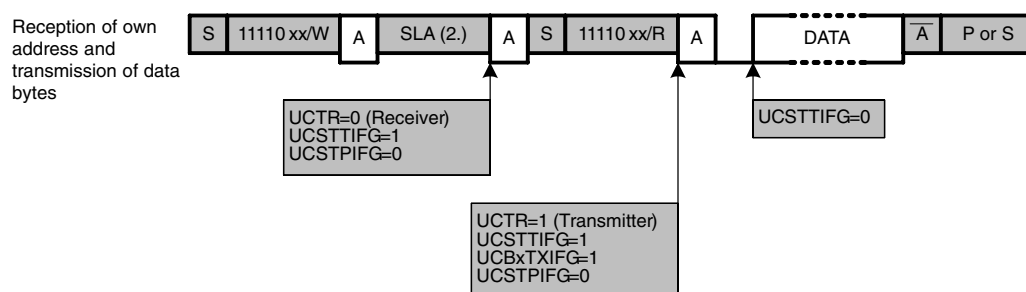 Reception of own
address and
transmission of data
bytes
S 11110 xx/W A SLA (2.) A S 11110 xx/R A DATA A P or S
UCTR=0 (Receiver)
UCSTTIFG=1
UCSTPIFG=0
UCSTTIFG=0
UCTR=1 (Transmitter)
UCSTTIFG=1
UCBxTXIFG=1
UCSTPIFG=0